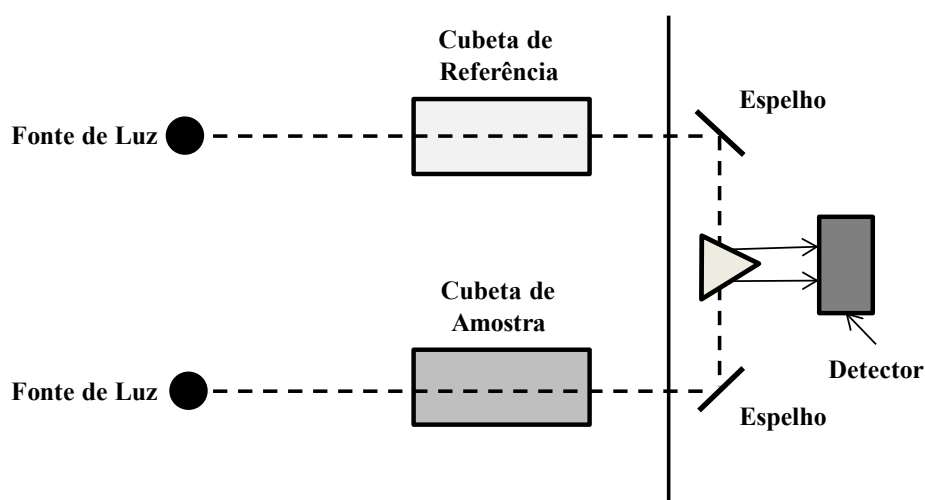 Cubeta de
Referência
Espelho
Fonte de Luz
Cubeta de
Amostra
Detector
Fonte de Luz
Espelho